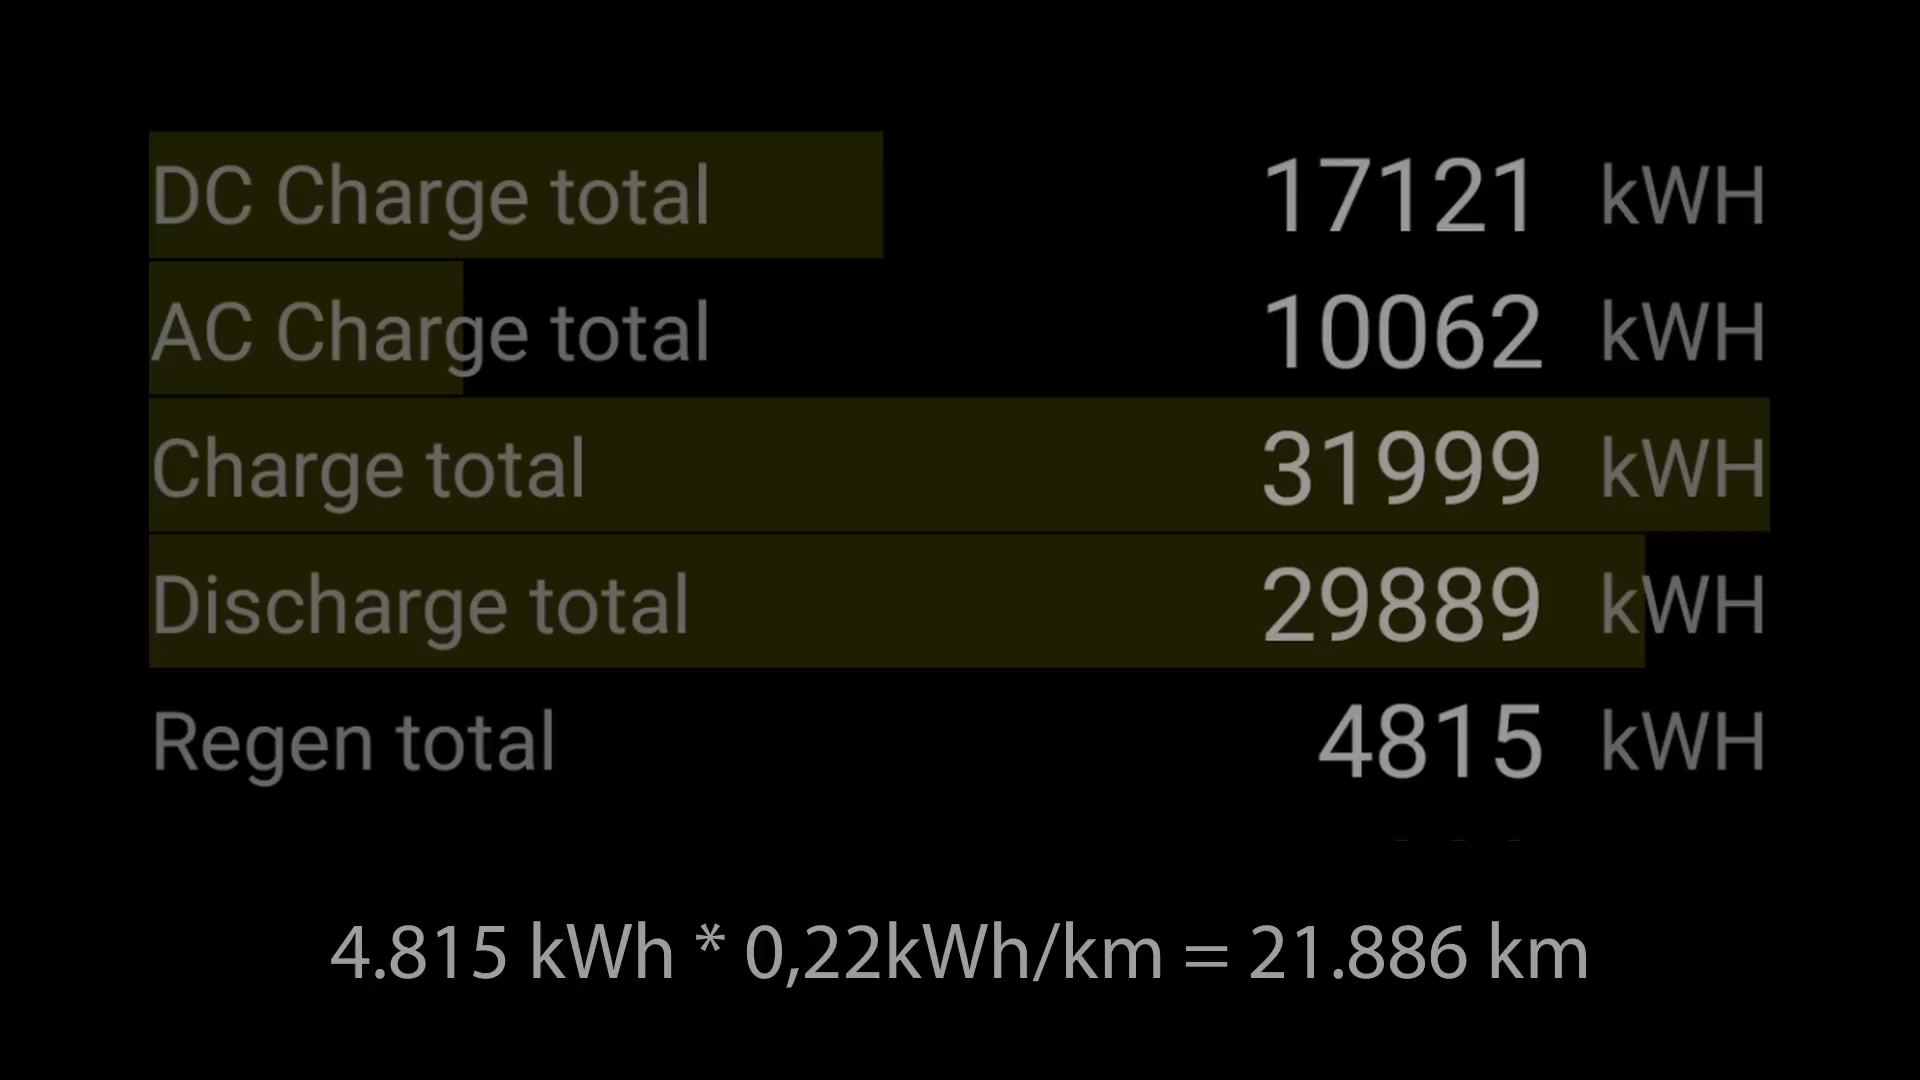 DC Charge total 17121 kWH
AC Charge total 10062 kWH
Charge total 31999 kWH
Discharge total 29889 kWH
Regen total 4815 kWH
4.815 kWh * 0,22kWh/km = 21.886 km